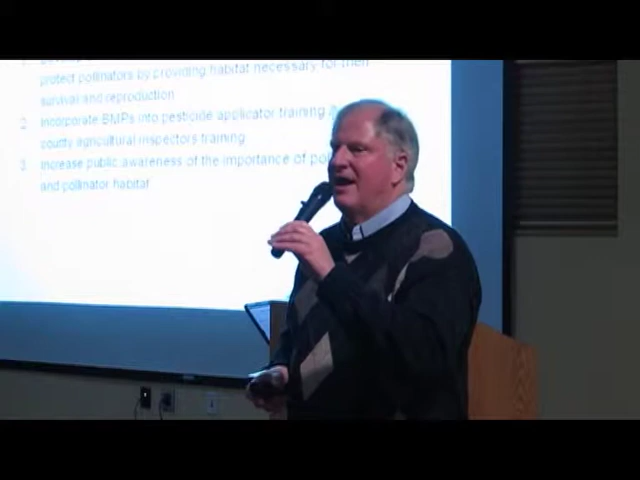 protect pollinators by providing habitat necessary for their
survival and reproduction
2. Incorporate BMPs into pesticide applicator training
county agricultural inspectors training
3. Increase public awareness of the importance of
and pollinator habitat